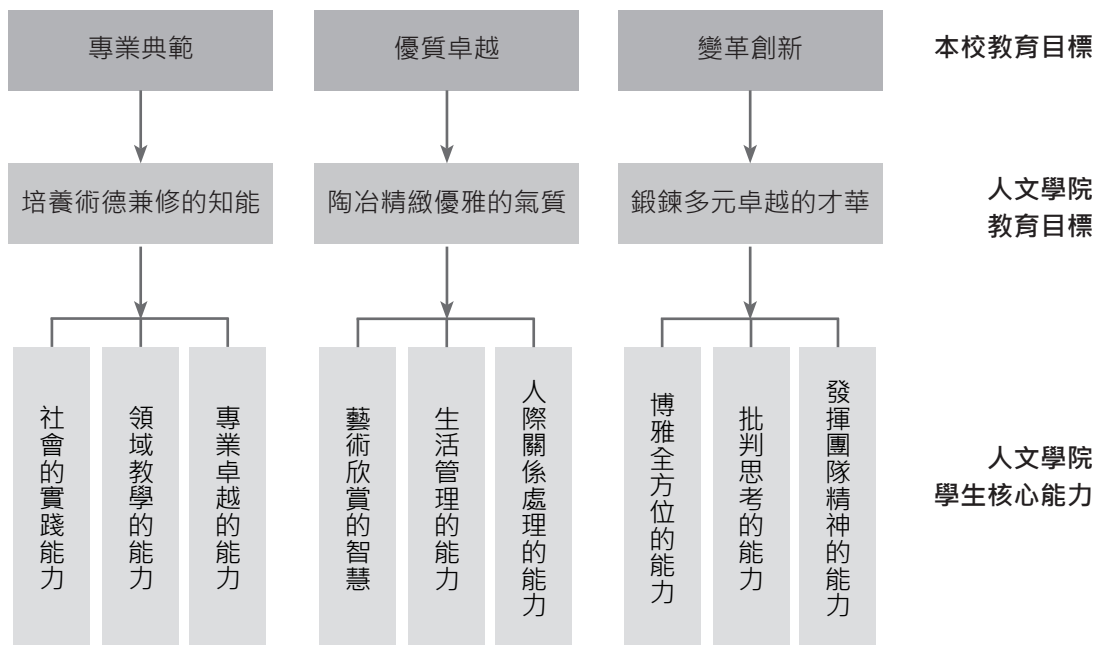 專業典範
優質卓越
變革創新
本校教育目標
培養術德兼修的知能
陶冶精緻優雅的氣質
鍛鍊多元卓越的才華
人文學院
教育目標
社會的實踐能力
領域教學的能力
專業卓越的能力
藝術欣賞的智慧
生活管理的能力
人際關係處理的能力
博雅全方位的能力
批判思考的能力
發揮團隊精神的能力
人文學院
學生核心能力